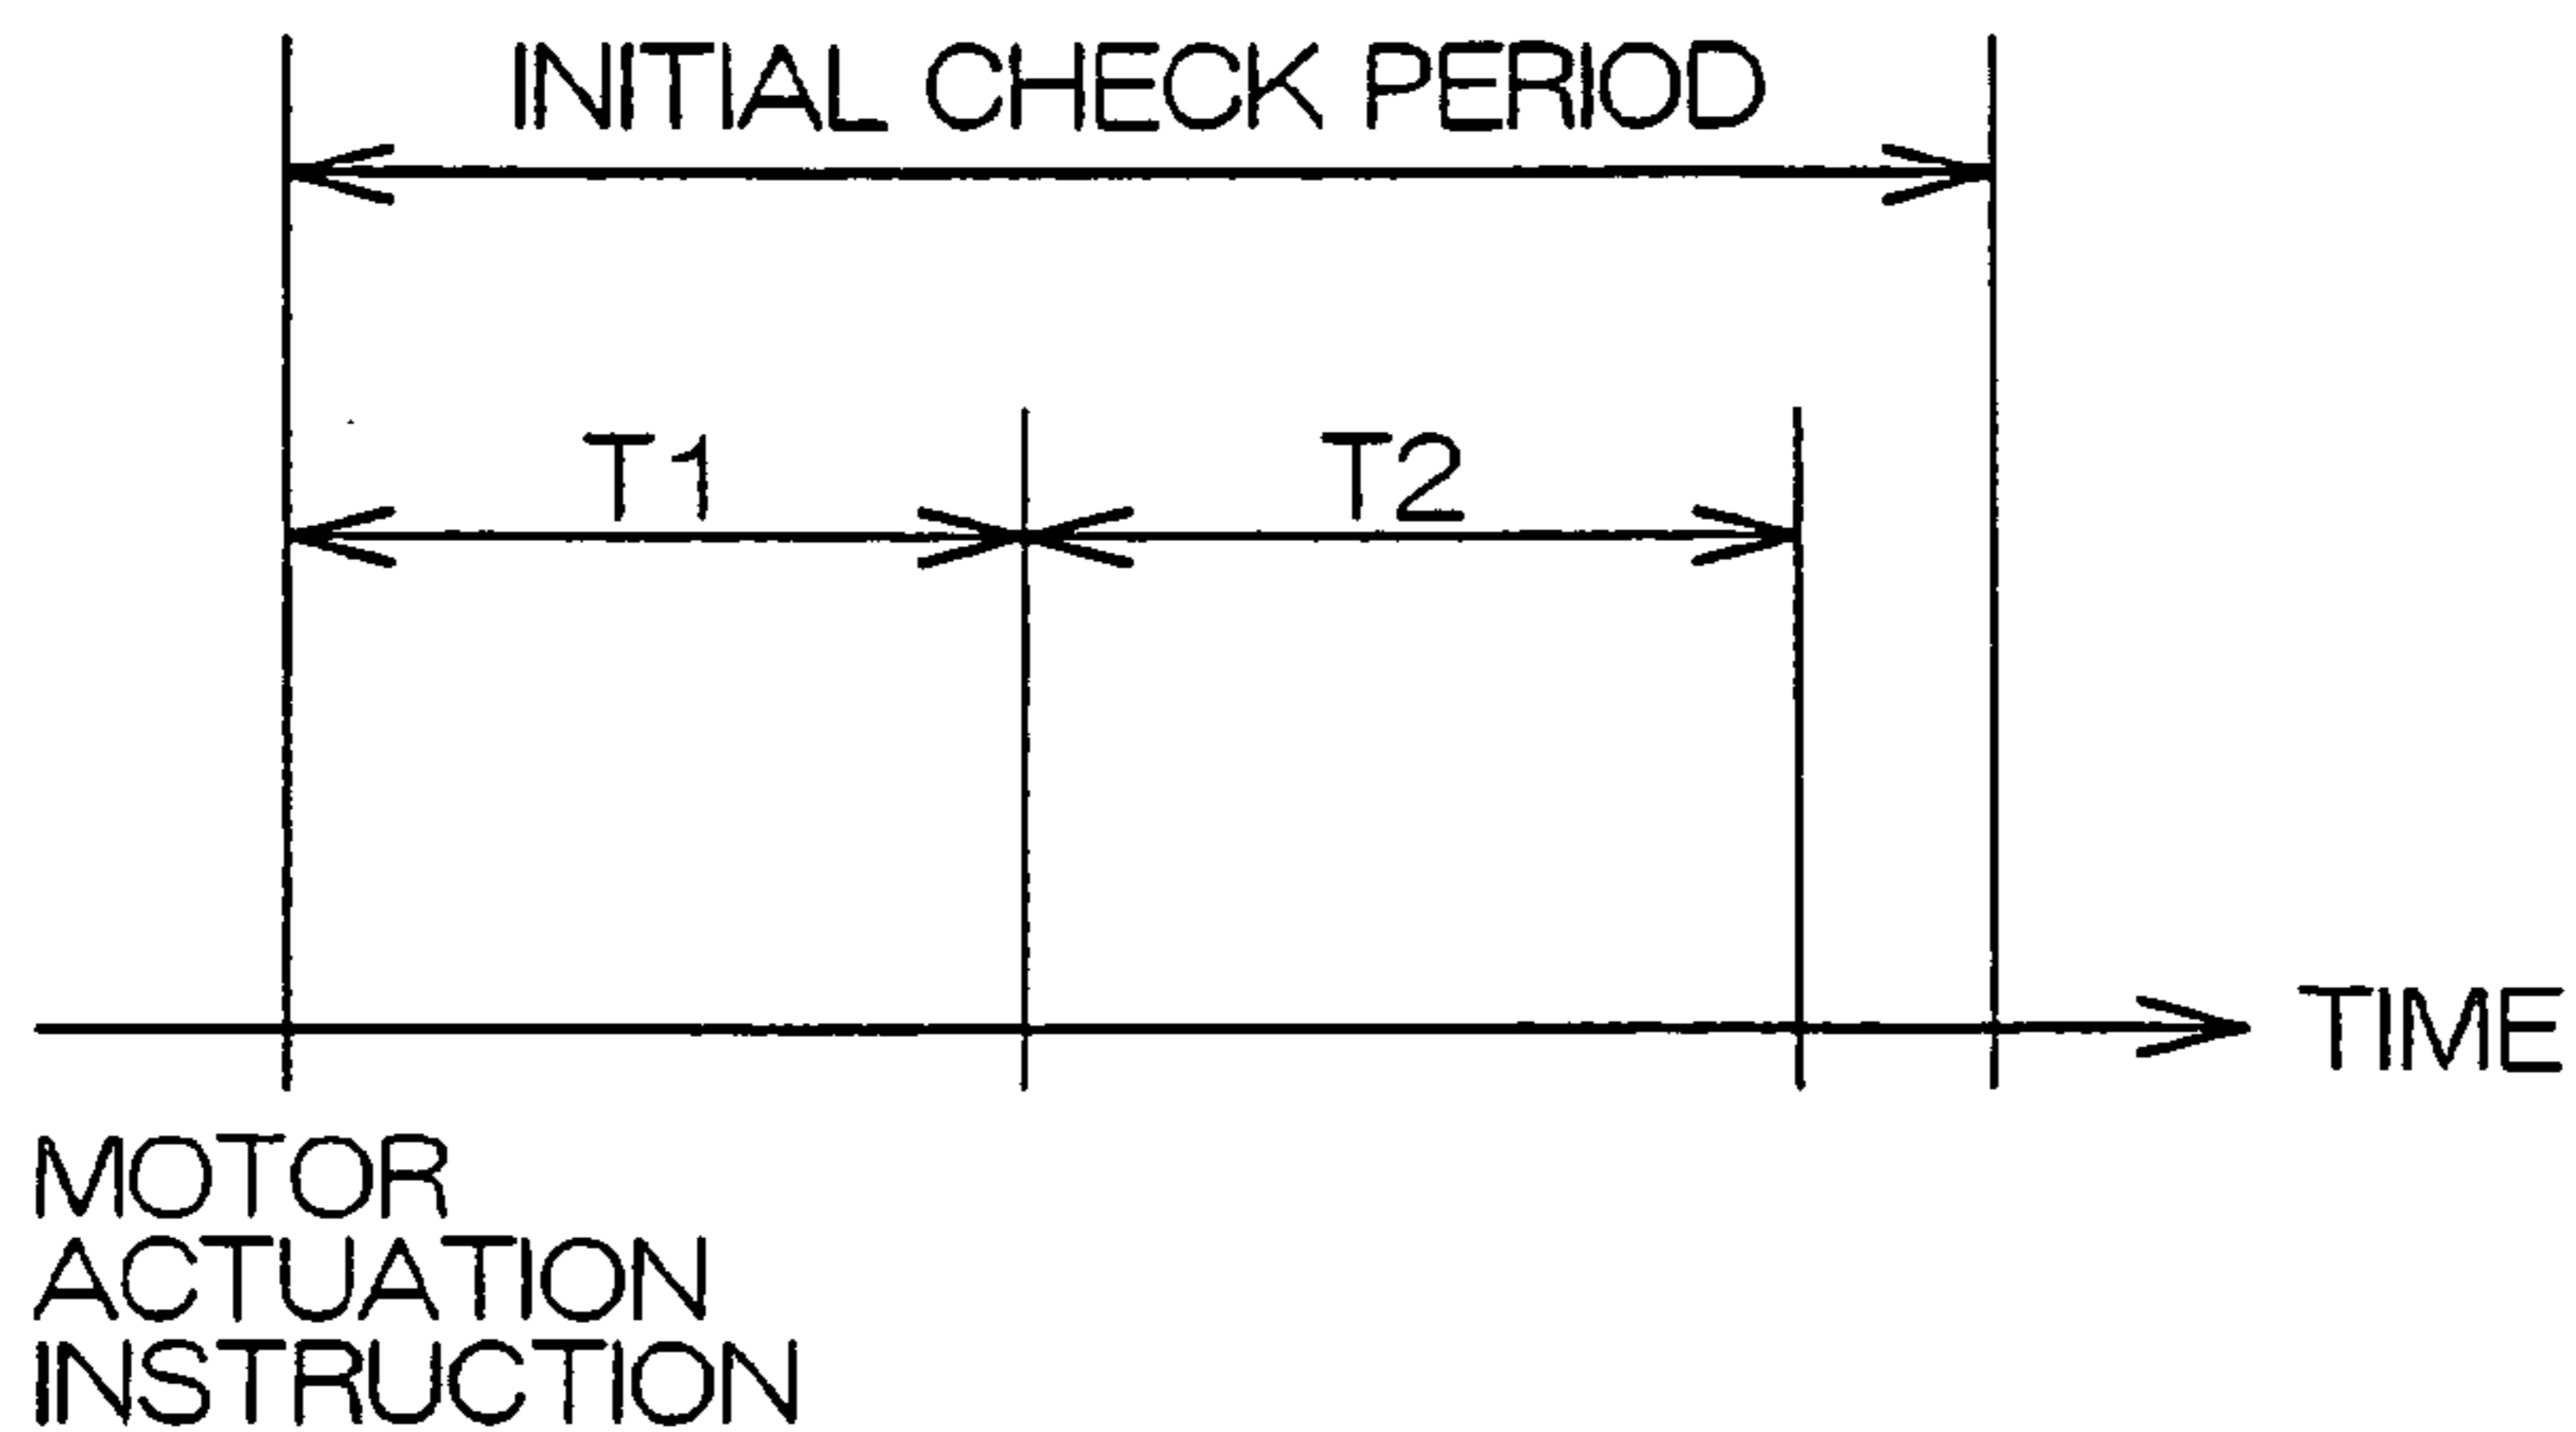 INITIAL CHECK PERIOD
T1
T2
TIME
MOTOR
ACTUATION
INSTRUCTION